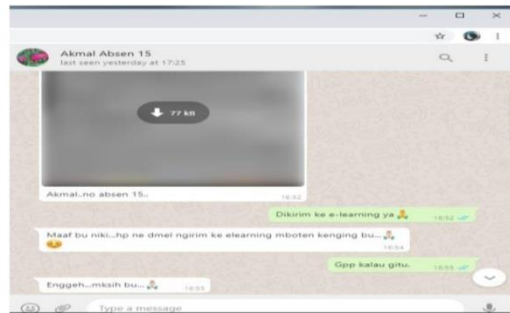 Akmal Absen 15
last seen yesterday at 17:25
77 kB
Akmal..no absen 15..
16:52
Dikirim ke e-learning ya 🙏
16:52
Maaf bu niki...hp ne dmel ngirim ke elearning mboten kenging bu...🙏
😔
16:54
Gpp kalau gitu.
16:55
Enggeh...mksih bu...🙏
16:55
Type a message